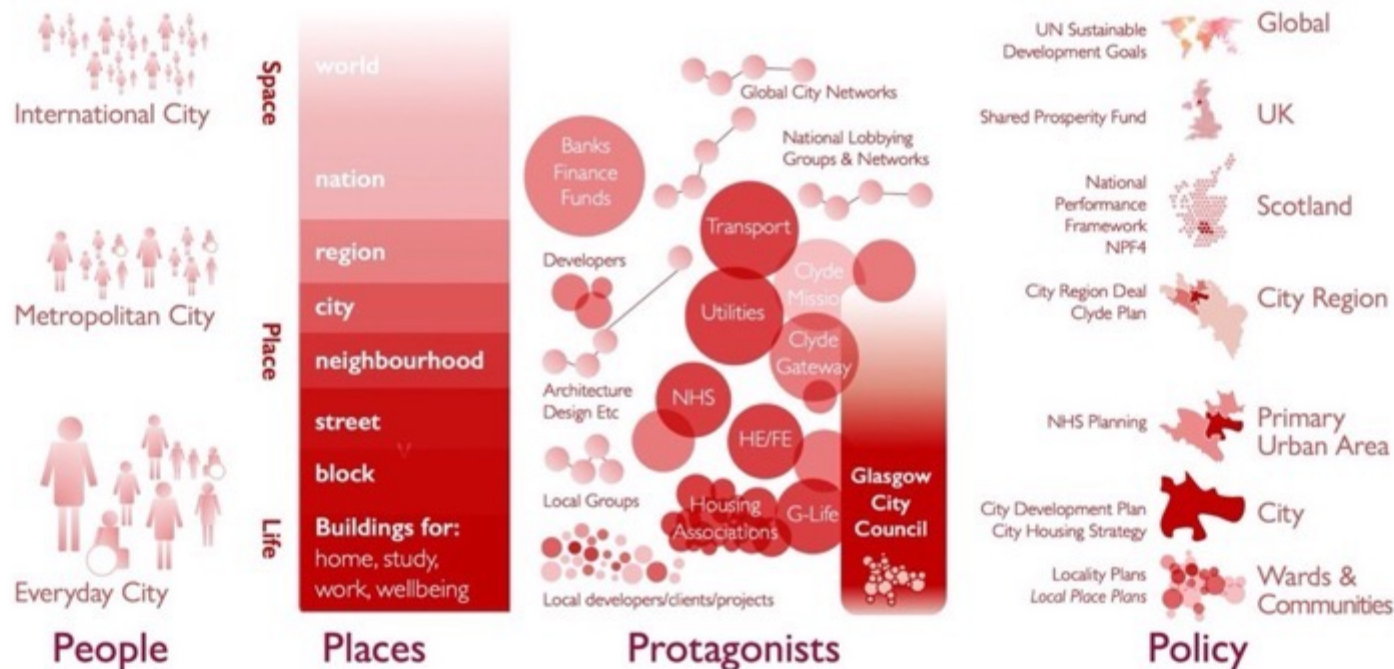 International City
Metropolitan City
Everyday City
People
Space
Place
Life
world
nation
region
city
neighbourhood
street
block
Buildings for:
home, study,
work, wellbeing
Places
Global City Networks
Banks
Finance
Funds
National Lobbying
Groups & Networks
Transport
Developers
Clyde
Missio
Utilities
Clyde
Gateway
Architecture
Design Etc
NHS
HE/FE
Local Groups
Housing
Associations
G-Life
Glasgow
City
Council
Local developers/clients/projects
Protagonists
UN Sustainable
Development Goals
Global
Shared Prosperity Fund
UK
National
Performance
Framework
NPF4
Scotland
City Region Deal
Clyde Plan
City Region
NHS Planning
Primary
Urban Area
City Development Plan
City Housing Strategy
City
Locality Plans
Local Place Plans
Wards &
Communities
Policy